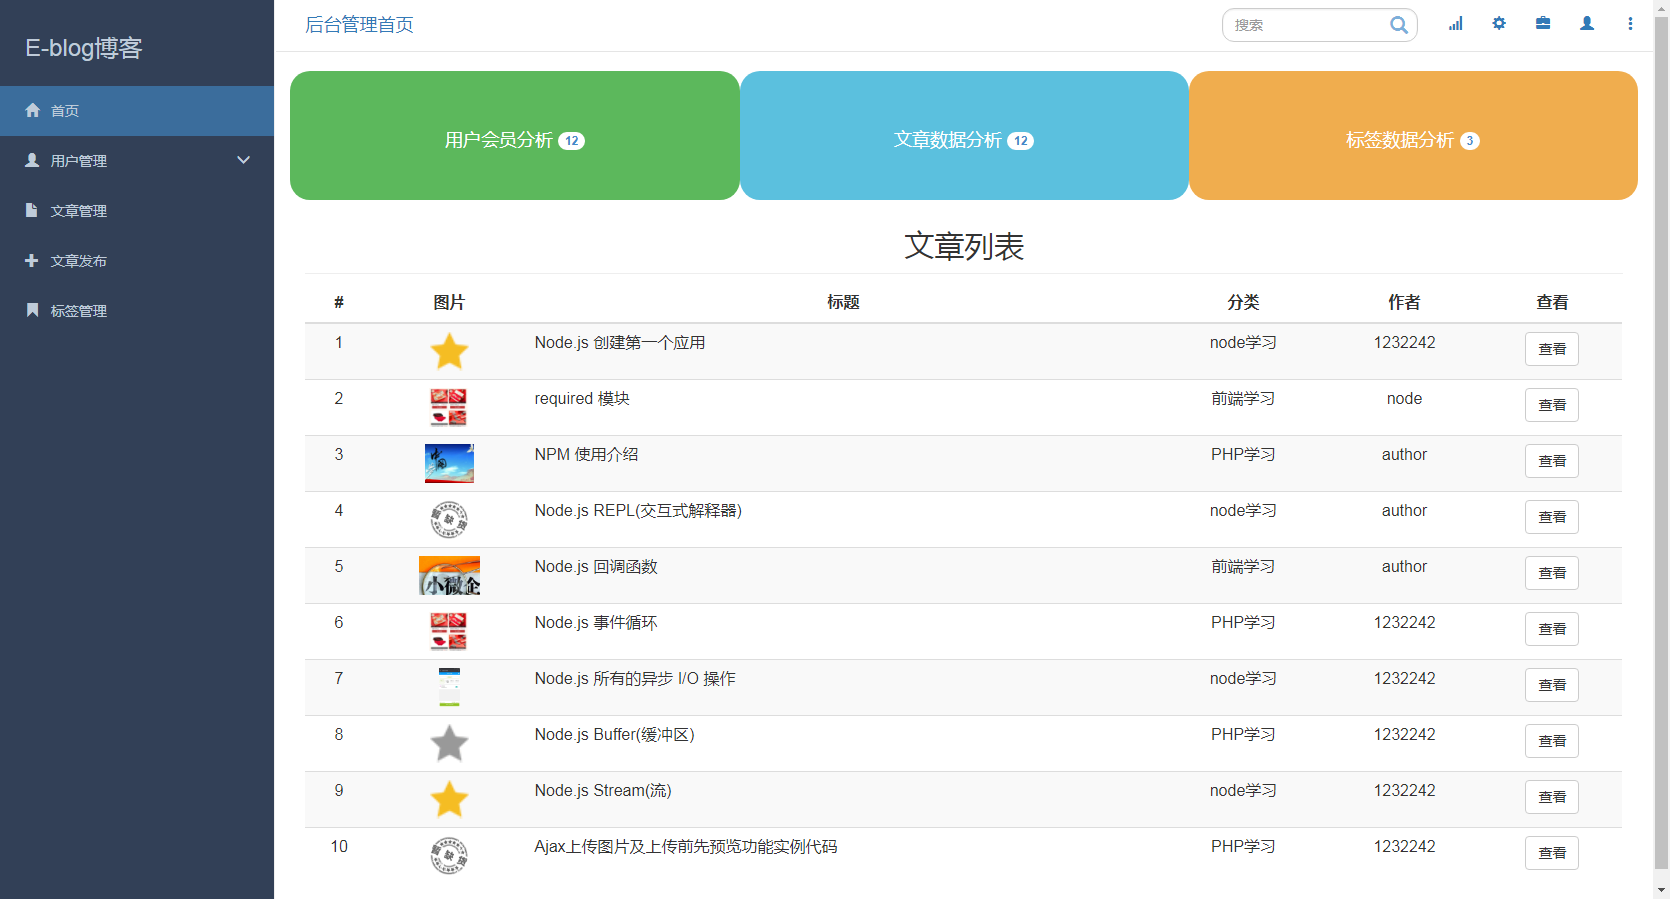 E-blog博客
首页
用户管理
文章管理
文章发布
标签管理
后台管理首页
搜索
用户会员分析 12
文章数据分析 12
标签数据分析 3
文章列表
# 图片 标题 分类 作者 查看
1 Node.js 创建第一个应用 node学习 1232242 查看
2 required 模块 前端学习 node 查看
3 NPM 使用介绍 PHP学习 author 查看
4 Node.js REPL(交互式解释器) node学习 author 查看
5 小微企 Node.js 回调函数 前端学习 author 查看
6 Node.js 事件循环 PHP学习 1232242 查看
7 Node.js 所有的异步 I/O 操作 node学习 1232242 查看
8 Node.js Buffer(缓冲区) PHP学习 1232242 查看
9 Node.js Stream(流) node学习 1232242 查看
10 Ajax上传图片及上传前先预览功能实例代码 PHP学习 1232242 查看